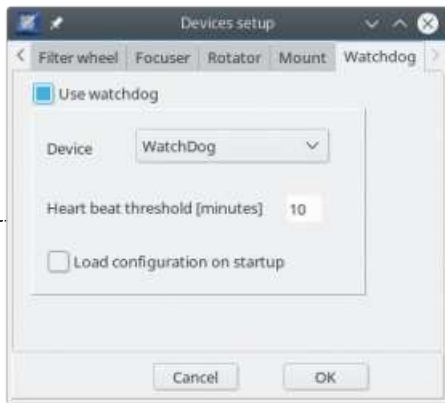 Devices setup
Filter wheel Focuser Rotator Mount Watchdog
Use watchdog
Device WatchDog
Heart beat threshold [minutes] 10
Load configuration on startup
Cancel OK